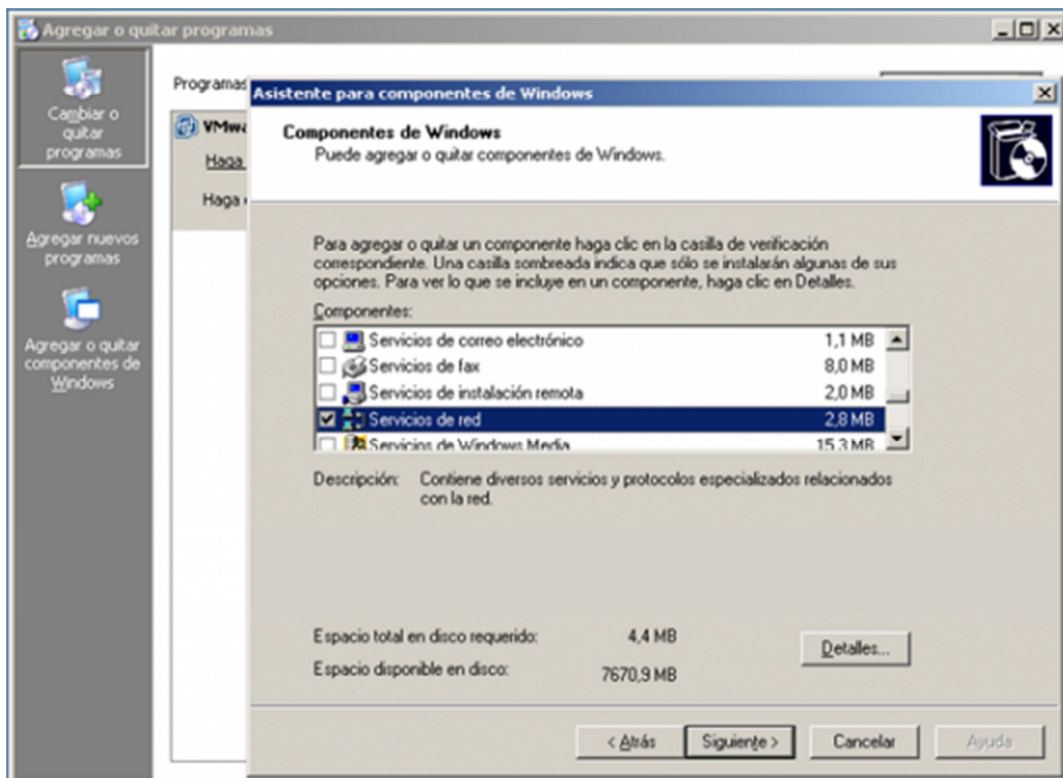 Agregar o quitar programas
Cambiar o
quitar
programas
Agregar nuevos
programas
Agregar o quitar
componentes de
Windows
Programas
VMwa
Haga
Haga
Asistente para componentes de Windows
Componentes de Windows
Puede agregar o quitar componentes de Windows.
Para agregar o quitar un componente haga clic en la casilla de verificación
correspondiente. Una casilla sombreada indica que sólo se instalarán algunas de sus
opciones. Para ver lo que se incluye en un componente, haga clic en Detalles.
Componentes:
Servicios de correo electrónico 1,1 MB
Servicios de fax 8,0 MB
Servicios de instalación remota 2,0 MB
Servicios de red 2,8 MB
Servicios de Windows Media 15,3 MB
Descripción: Contiene diversos servicios y protocolos especializados relacionados
con la red.
Espacio total en disco requerido: 4,4 MB
Espacio disponible en disco: 7670,9 MB
Detalles...
< Atrás Siguiente > Cancelar Ayuda